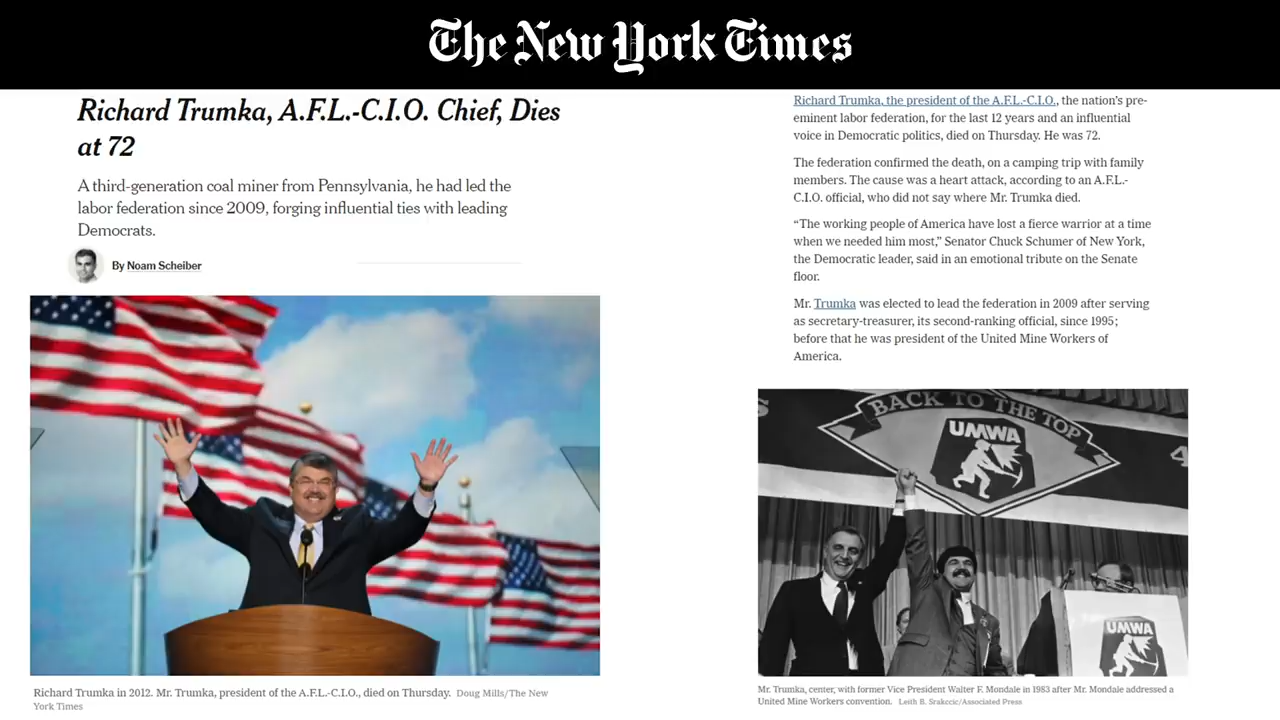 The New York Times
Richard Trumka, A.F.L.-C.I.O. Chief, Dies
at 72
A third-generation coal miner from Pennsylvania, he had led the
labor federation since 2009, forging influential ties with leading
Democrats.
By Noam Scheiber
Richard Trumka in 2012. Mr. Trumka, president of the A.F.L.-C.I.O., died on Thursday. Doug Mills/The New
York Times
Richard Trumka, the president of the A.F.L.-C.I.O., the nation's pre-
eminent labor federation, for the last 12 years and an influential
voice in Democratic politics, died on Thursday. He was 72.
The federation confirmed the death, on a camping trip with family
members. The cause was a heart attack, according to an A.F.L.-
C.I.O. official, who did not say where Mr. Trumka died.
“The working people of America have lost a fierce warrior at a time
when we needed him most,” Senator Chuck Schumer of New York,
the Democratic leader, said in an emotional tribute on the Senate
floor.
Mr. Trumka was elected to lead the federation in 2009 after serving
as secretary-treasurer, its second-ranking official, since 1995;
before that he was president of the United Mine Workers of
America.
S
BACK TO THE TOP
UMWA
4
UMWA
Mr. Trumka, center, with former Vice President Walter F. Mondale in 1983 after Mr. Mondale addressed a
United Mine Workers convention. Leith B. Srakccic/Associated Press